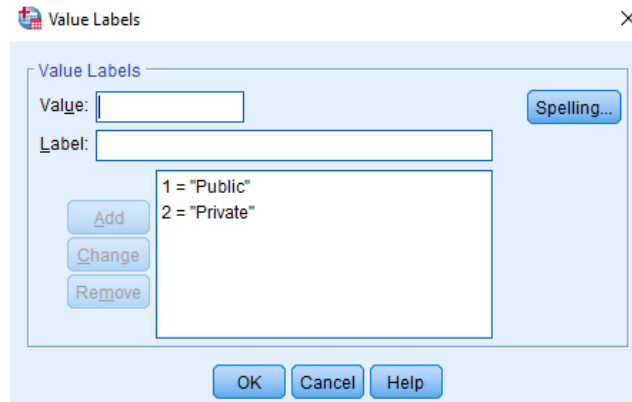 Value Labels
Value Labels
Value:
Spelling...
Label:
1 = "Public"
2 = "Private"
Add
Change
Remove
OK Cancel Help